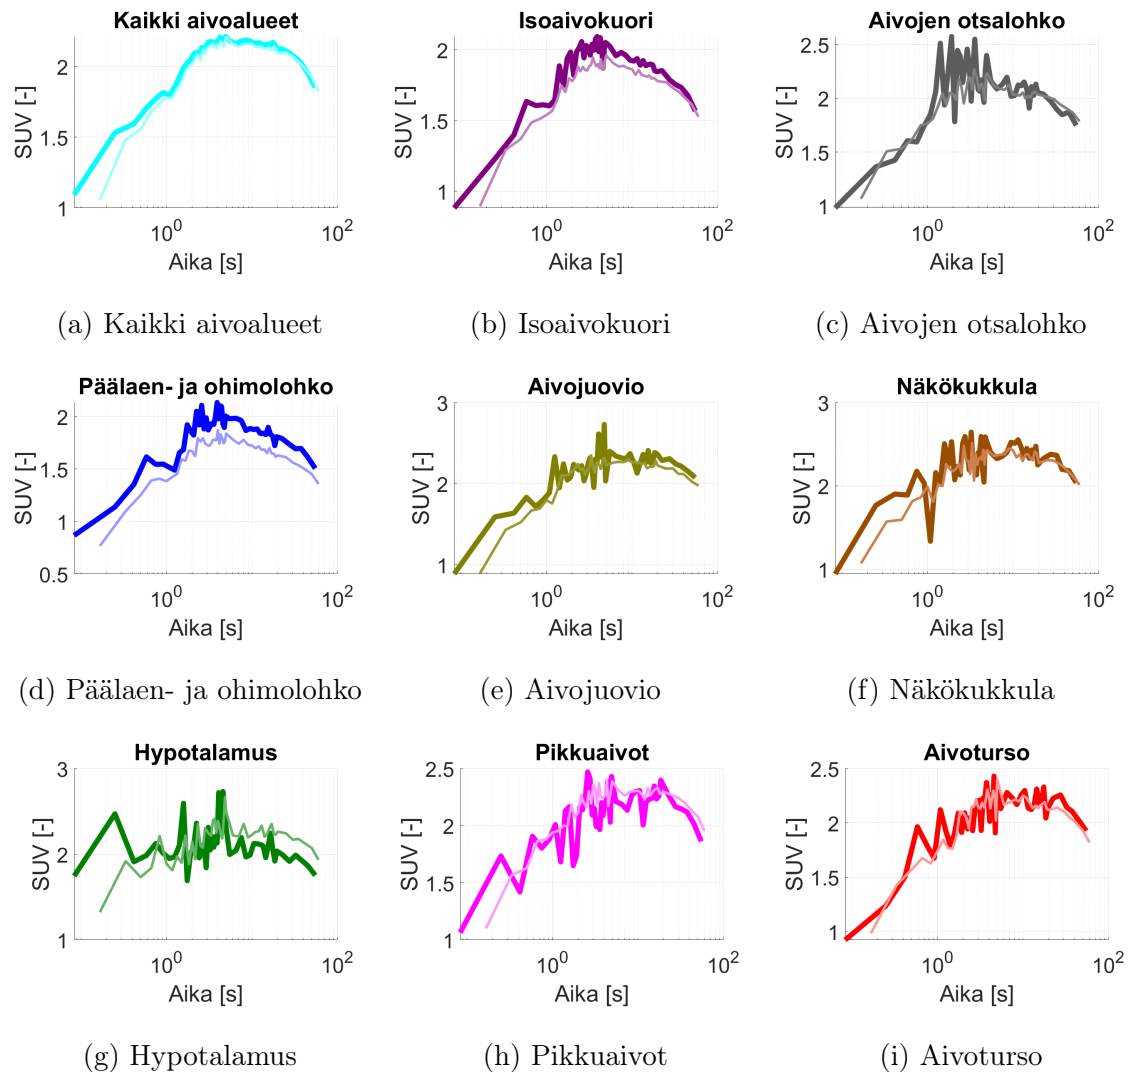 Kaikki aivoalueet
SUV [-]
2
1.5
1
10^0
10^2
Aika [s]
(a) Kaikki aivoalueet
Isoaivokuori
SUV [-]
2
1.5
1
10^0
10^2
Aika [s]
(b) Isoaivokuori
Aivojen otsalohko
SUV [-]
2.5
2
1.5
1
10^0
10^2
Aika [s]
(c) Aivojen otsalohko
Päälaen- ja ohimolohko
SUV [-]
2
1.5
1
0.5
10^0
10^2
Aika [s]
(d) Päälaen- ja ohimolohko
Aivojuovio
SUV [-]
3
2
1
10^0
10^2
Aika [s]
(e) Aivojuovio
Näkökukkula
SUV [-]
3
2
1
10^0
10^2
Aika [s]
(f) Näkökukkula
Hypotalamus
SUV [-]
3
2
1
10^0
10^2
Aika [s]
(g) Hypotalamus
Pikkuaivot
SUV [-]
2.5
2
1.5
1
10^0
10^2
Aika [s]
(h) Pikkuaivot
Aivoturso
SUV [-]
2.5
2
1.5
1
10^0
10^2
Aika [s]
(i) Aivoturso